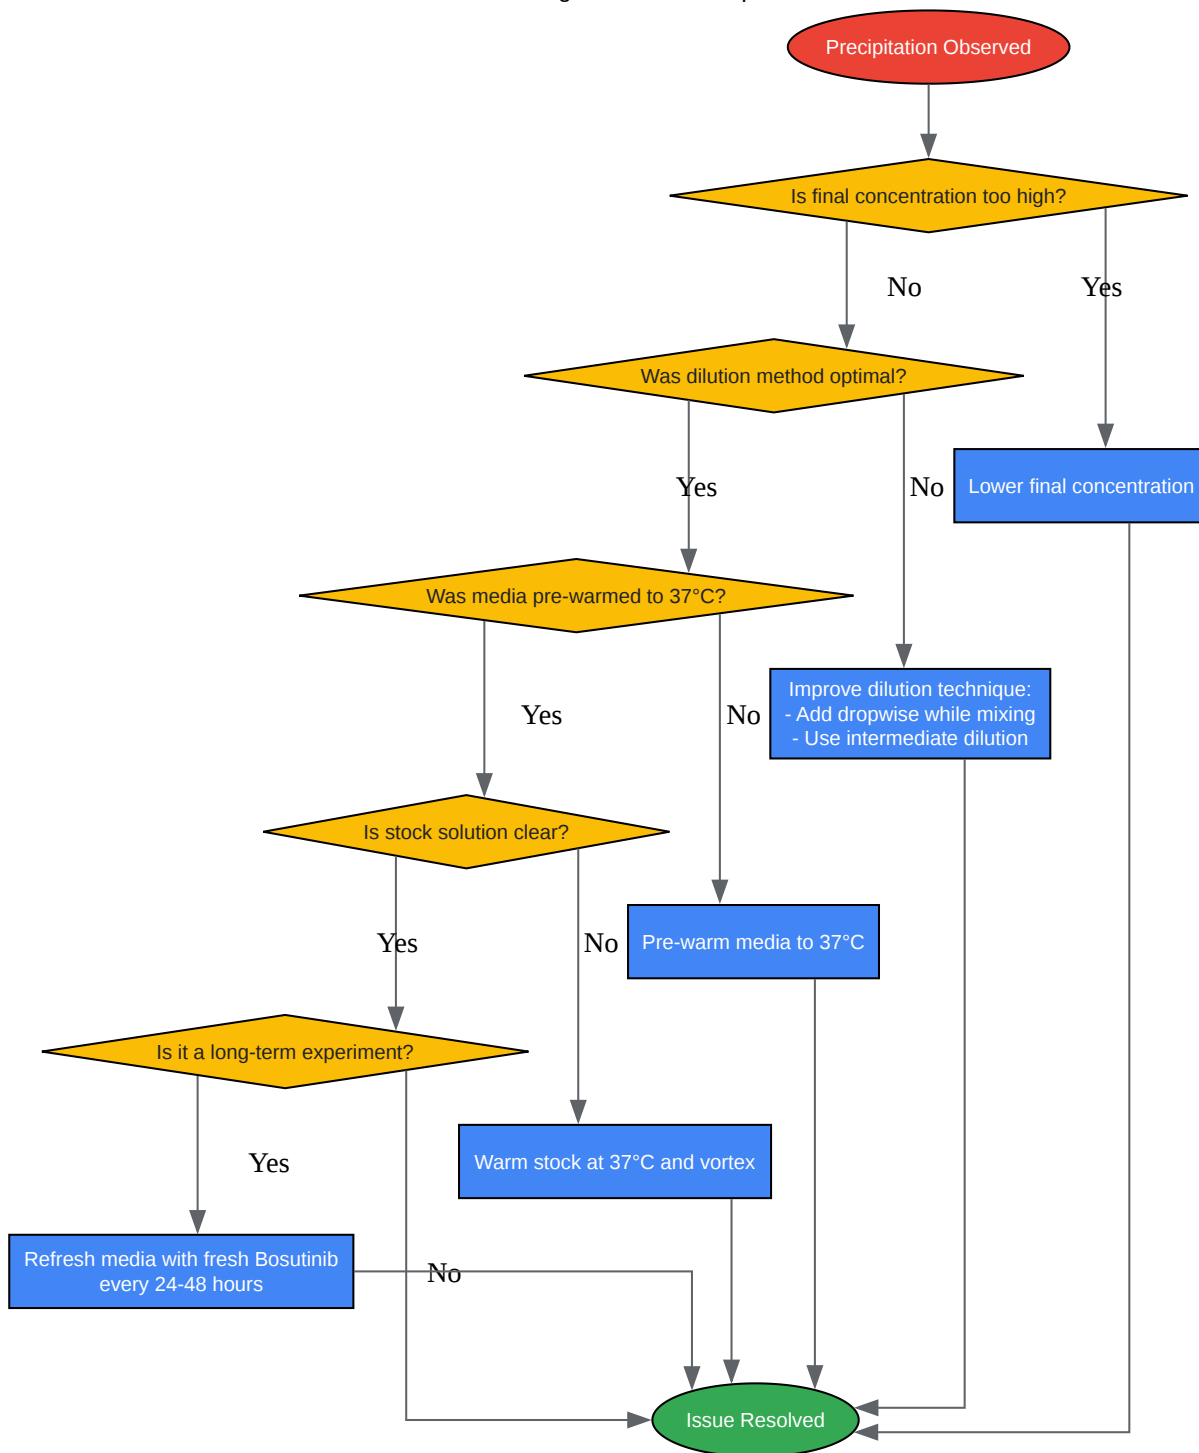 Precipitation Observed
Is final concentration too high?
No
Yes
Was dilution method optimal?
Yes
No
Lower final concentration
Was media pre-warmed to 37°C?
Improve dilution technique:
- Add dropwise while mixing
- Use intermediate dilution
Yes
No
Is stock solution clear?
Yes
No
Pre-warm media to 37°C
Is it a long-term experiment?
Yes
Warm stock at 37°C and vortex
Refresh media with fresh Bosutinib
every 24-48 hours
No
Issue Resolved